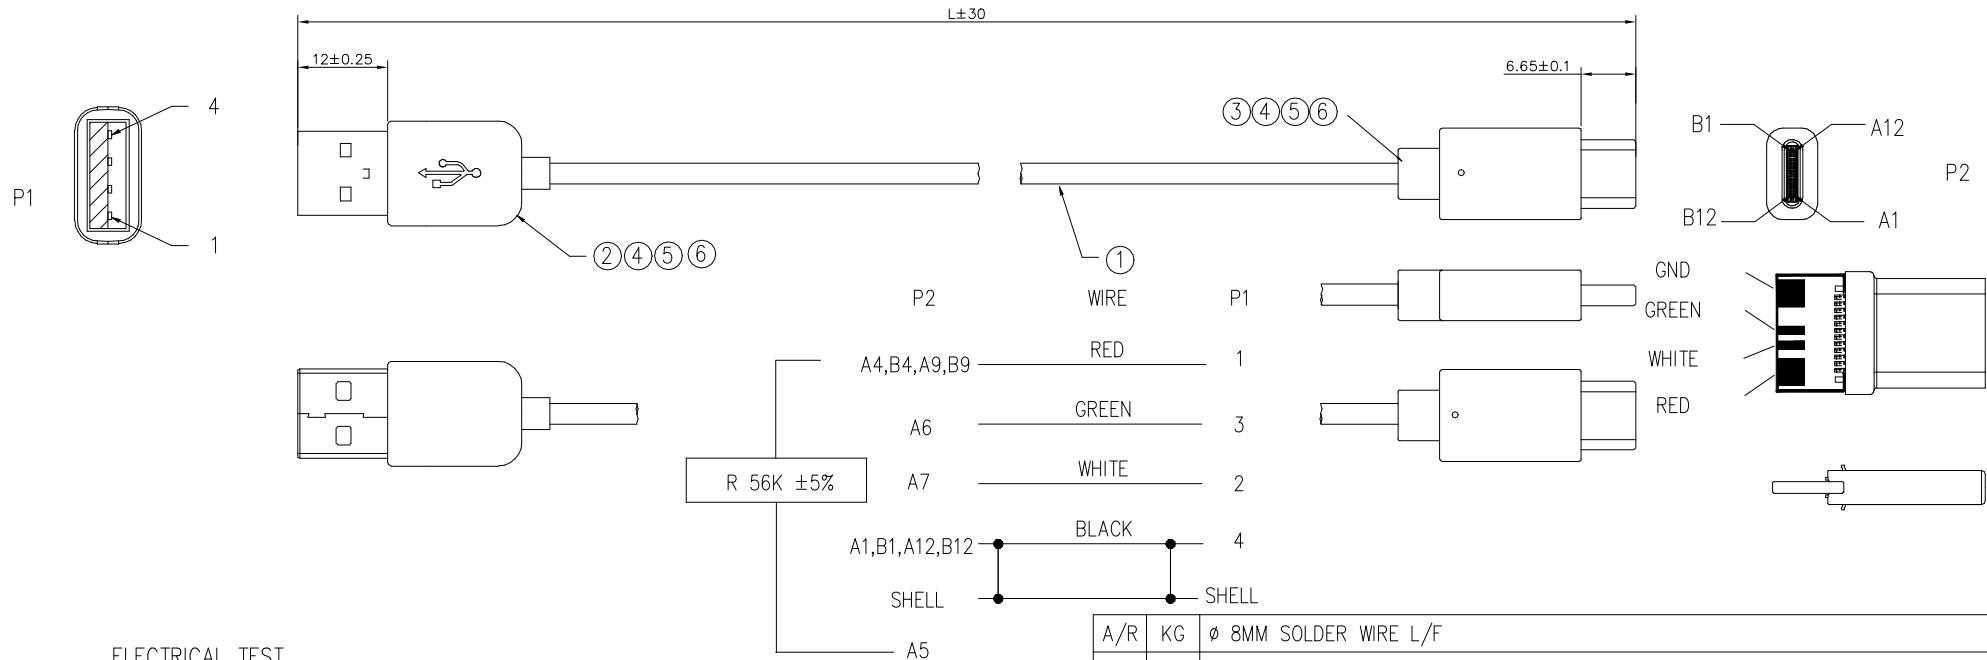 L±30
12±0.25
6.65±0.1
4
③④⑤⑥
B1
A12
P1
P2
1
B12
A1
②④⑤⑥
①
P2 WIRE P1
GND
GREEN
WHITE
RED
A4,B4,A9,B9 RED 1
A6 GREEN 3
R 56K ±5%
A7 WHITE 2
A1,B1,A12,B12 BLACK 4
SHELL SHELL
A5
A/R KG ø 8MM SOLDER WIRE L/F
ELECTRICAL TEST